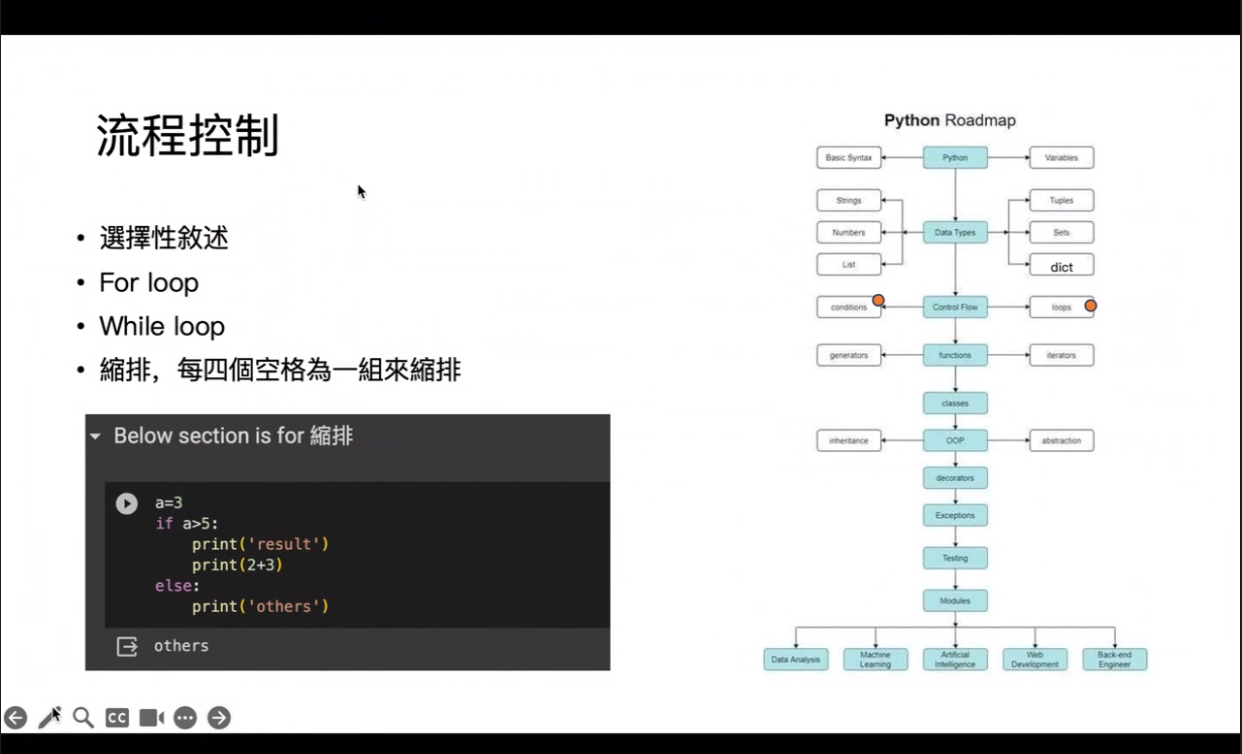 流程控制
• 選擇性敘述
• For loop
• While loop
• 縮排，每四個空格為一組來縮排
Below section is for 縮排
a=3
if a>5:
    print('result')
    print(2+3)
else:
    print('others')
others
Python Roadmap
Basic Syntax
Python
Variables
Strings
Tuples
Numbers
Data Types
Sets
List
dict
conditions
Control Flow
loops
generators
functions
iterators
classes
inheritance
OOP
abstraction
decorators
Exceptions
Testing
Modules
Data Analysis
Machine
Learning
Artificial
Intelligence
Web
Development
Back-end
Engineer
CC